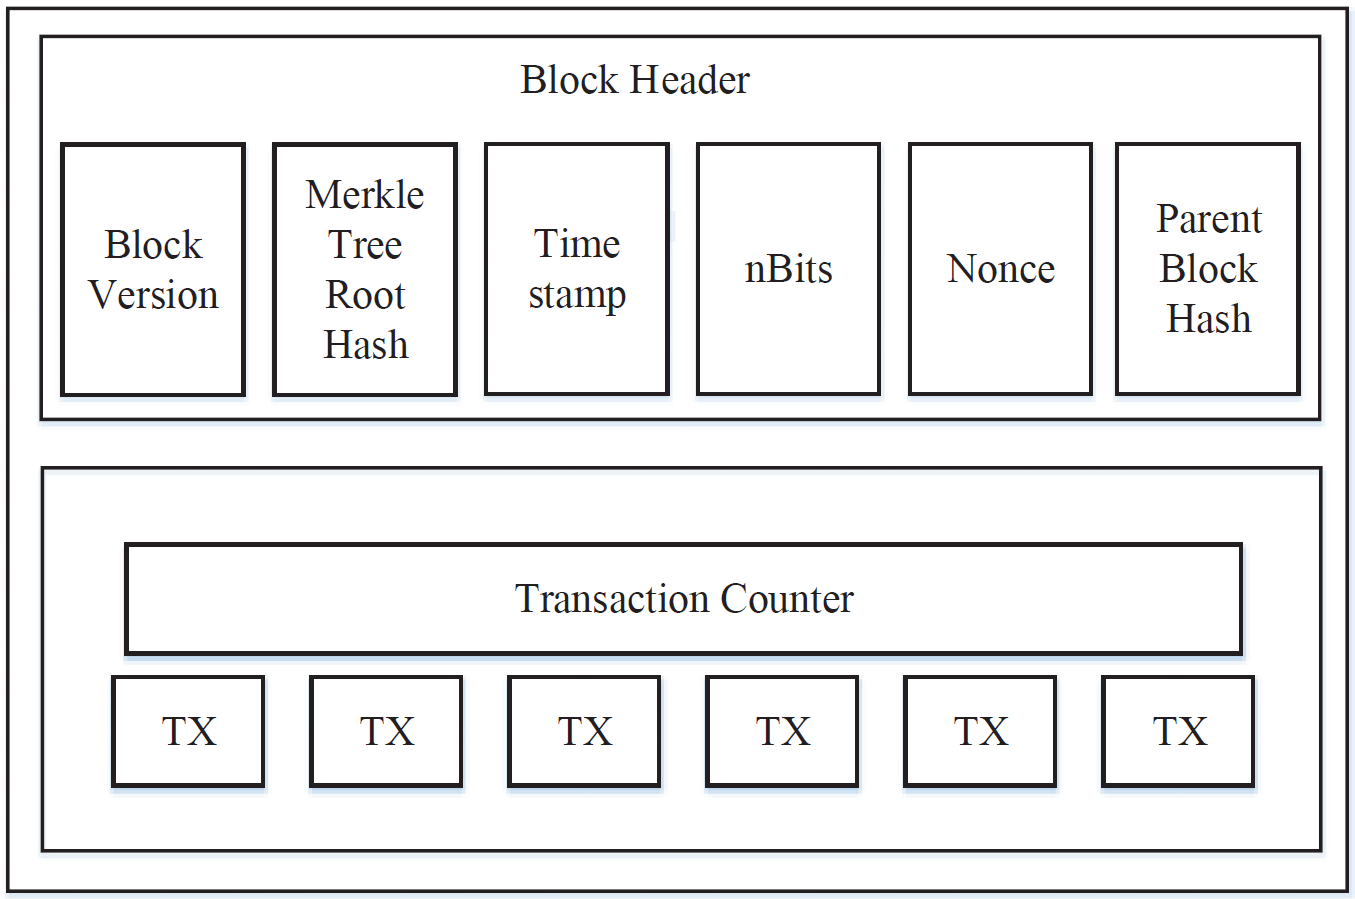 Block Header
Block
Version
Merkle
Tree
Root
Hash
Time
stamp
nBits
Nonce
Parent
Block
Hash
Transaction Counter
TX
TX
TX
TX
TX
TX